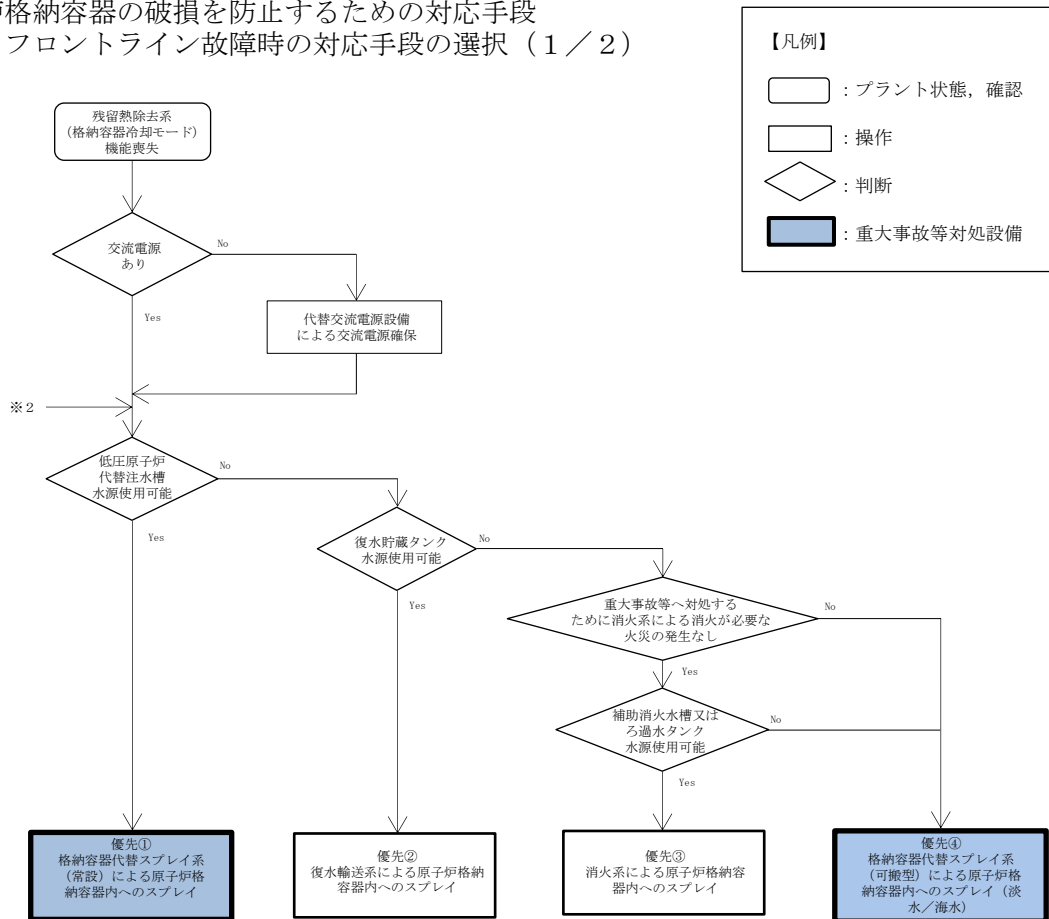 炉格納容器の破損を防止するための対応手段
フロントライン故障時の対応手段の選択(1/2)
【凡例】
:プラント状態,確認
:操作
:判断
:重大事故等対処設備
残留熱除去系
(格納容器冷却モード)
機能喪失
交流電源
あり
No
Yes
代替交流電源設備
による交流電源確保
※2
低圧原子炉
代替注水槽
水源使用可能
No
Yes
復水貯蔵タンク
水源使用可能
No
Yes
重大事故等へ対処する
ために消火系による消火が必要な
火災の発生なし
No
Yes
補助消火水槽又は
ろ過水タンク
水源使用可能
No
Yes
優先①
格納容器代替スプレイ系
(常設)による原子炉格
納容器内へのスプレイ
優先②
復水輸送系による原子炉格納
容器内へのスプレイ
優先③
消火系による原子炉格納容
器内へのスプレイ
優先④
格納容器代替スプレイ系
(可搬型)による原子炉格
納容器内へのスプレイ(淡
水/海水)